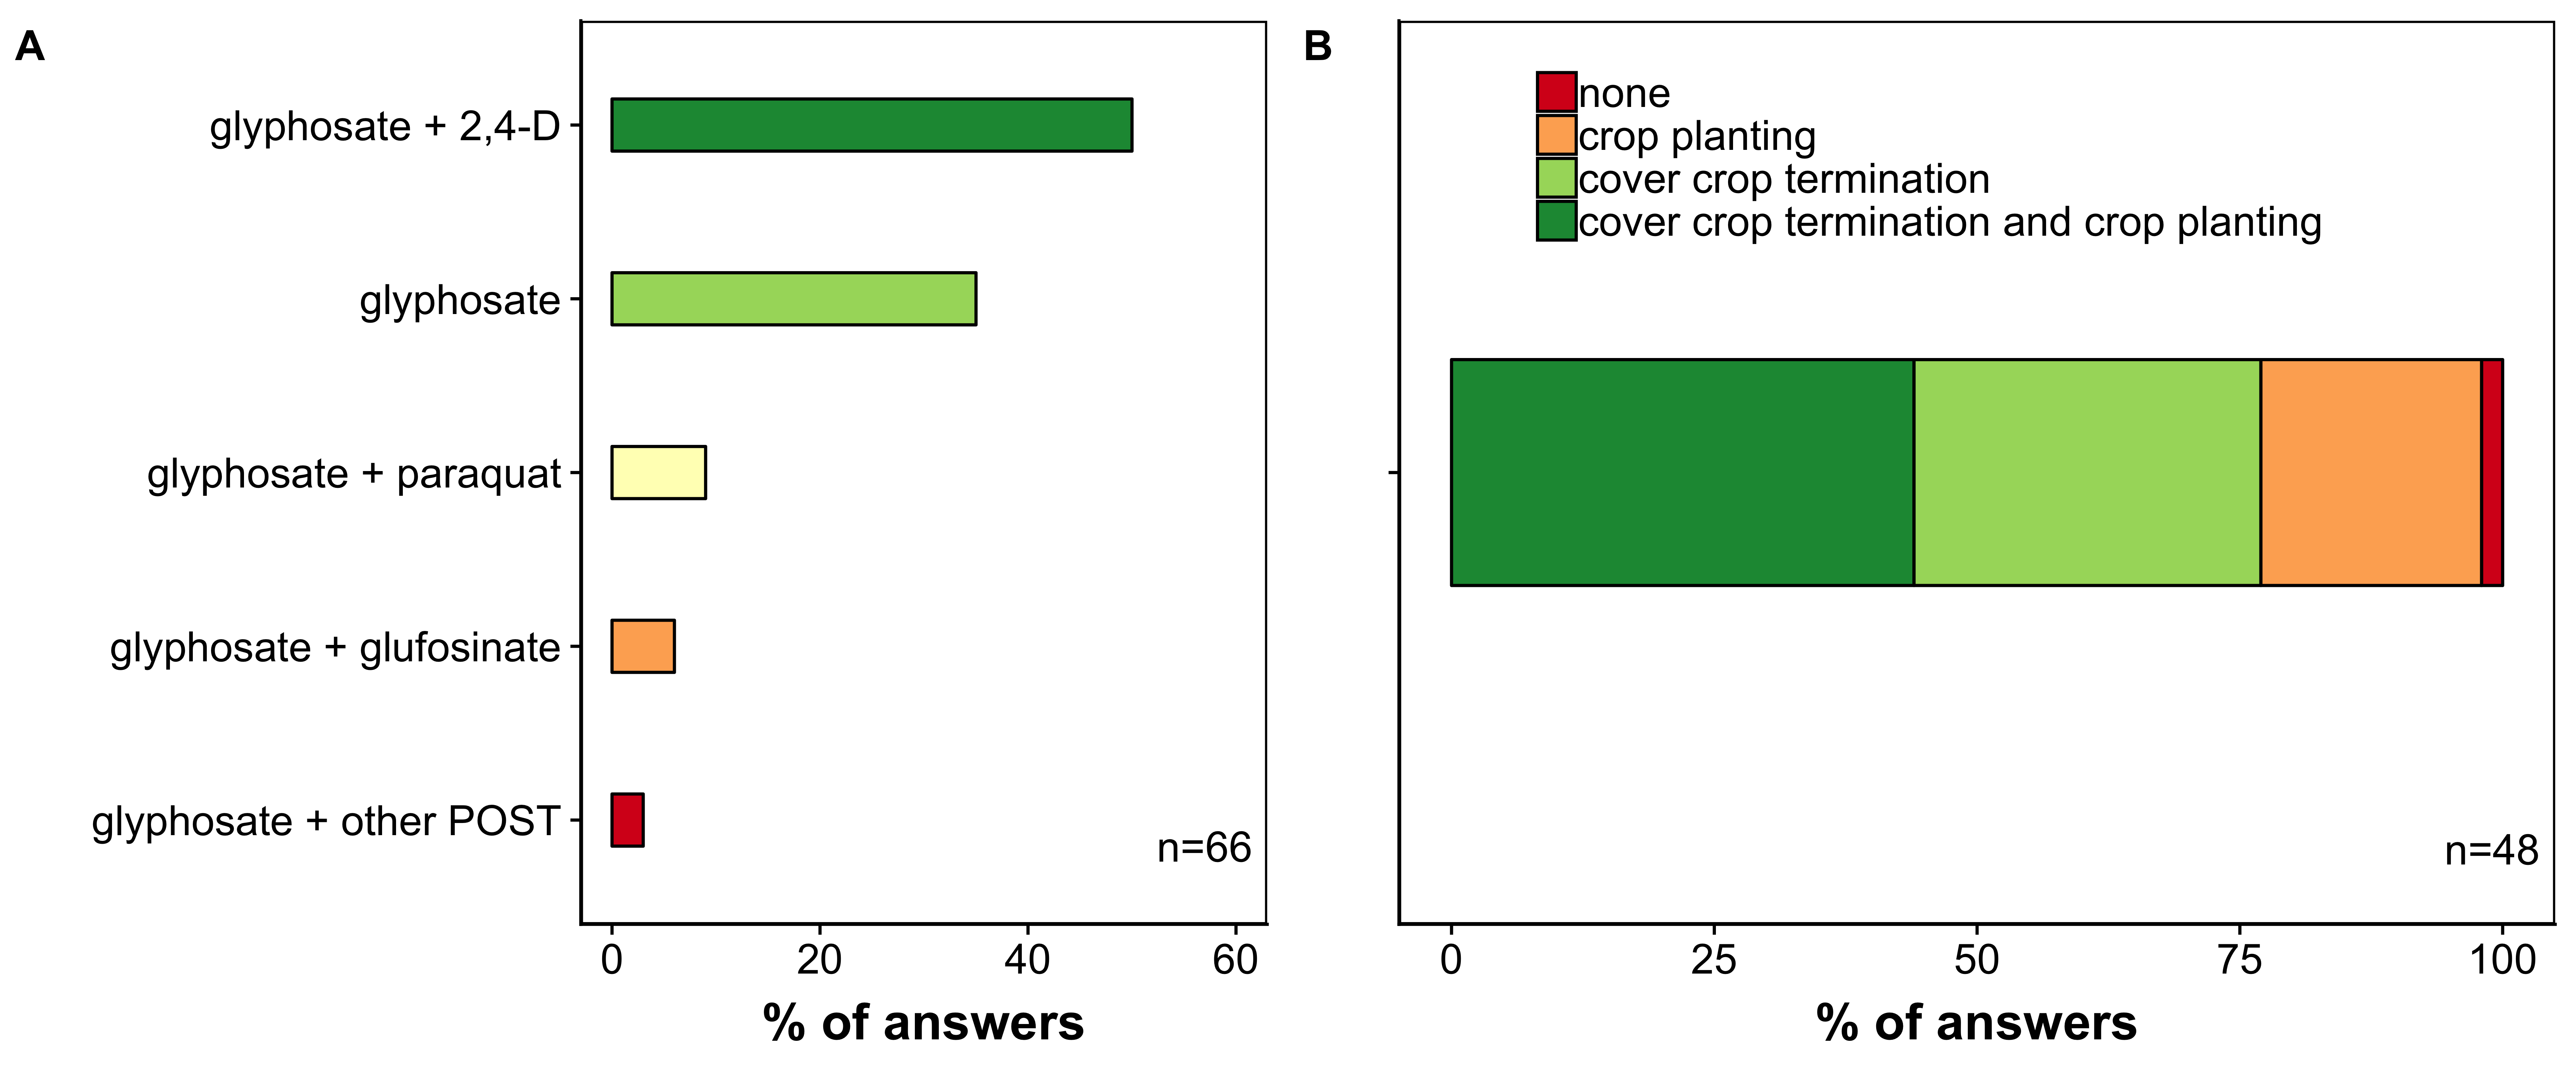 A
glyphosate + 2,4-D
glyphosate
glyphosate + paraquat
glyphosate + glufosinate
glyphosate + other POST
n=66
0 20 40 60
% of answers
B
none
crop planting
cover crop termination
cover crop termination and crop planting
n=48
0 25 50 75 100
% of answers